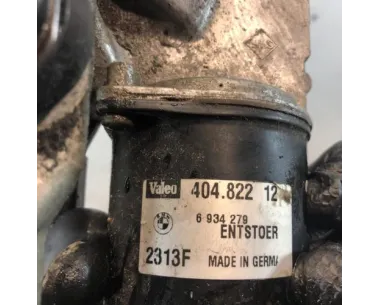 Valeo 404.822 12
6 934 279
ENTSTOER
2313F MADE IN GERMA